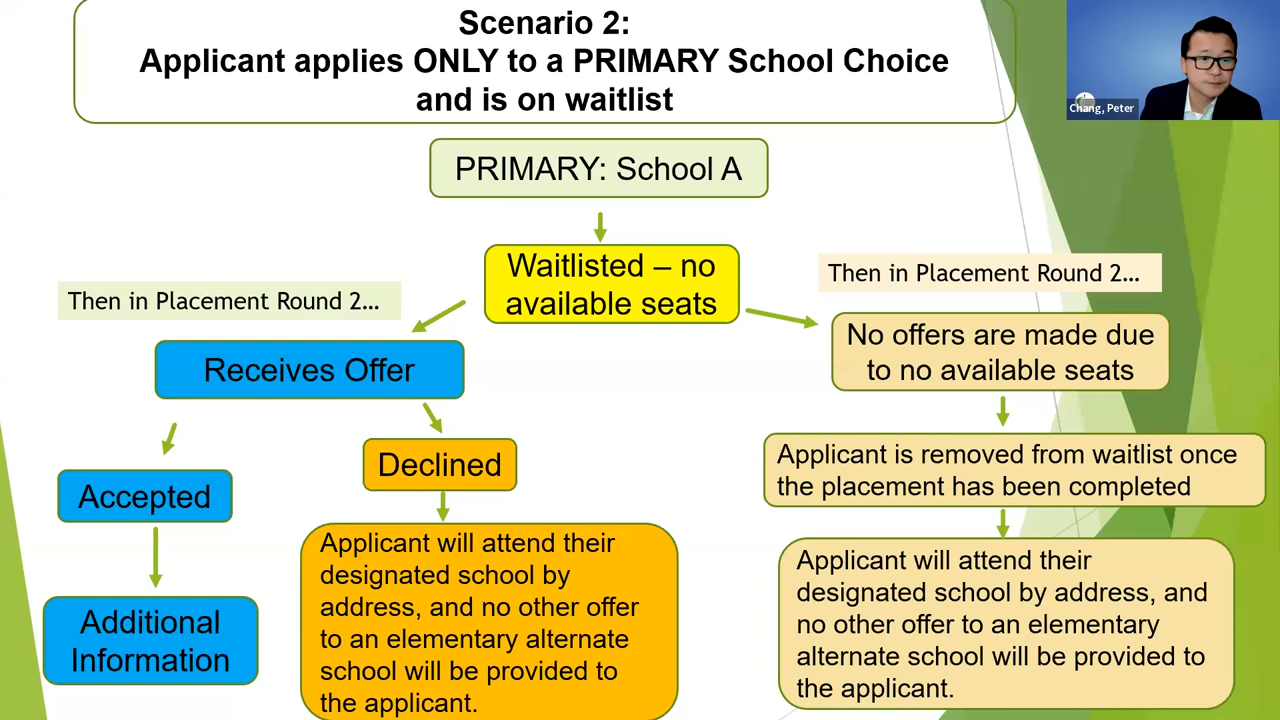 Scenario 2:
Applicant applies ONLY to a PRIMARY School Choice
and is on waitlist
Chang, Peter
PRIMARY: School A
Waitlisted – no
available seats
Then in Placement Round 2...
Receives Offer
Accepted
Additional
Information
Declined
Applicant will attend their
designated school by
address, and no other offer
to an elementary alternate
school will be provided to
the applicant.
Then in Placement Round 2...
No offers are made due
to no available seats
Applicant is removed from waitlist once
the placement has been completed
Applicant will attend their
designated school by address, and
no other offer to an elementary
alternate school will be provided to
the applicant.